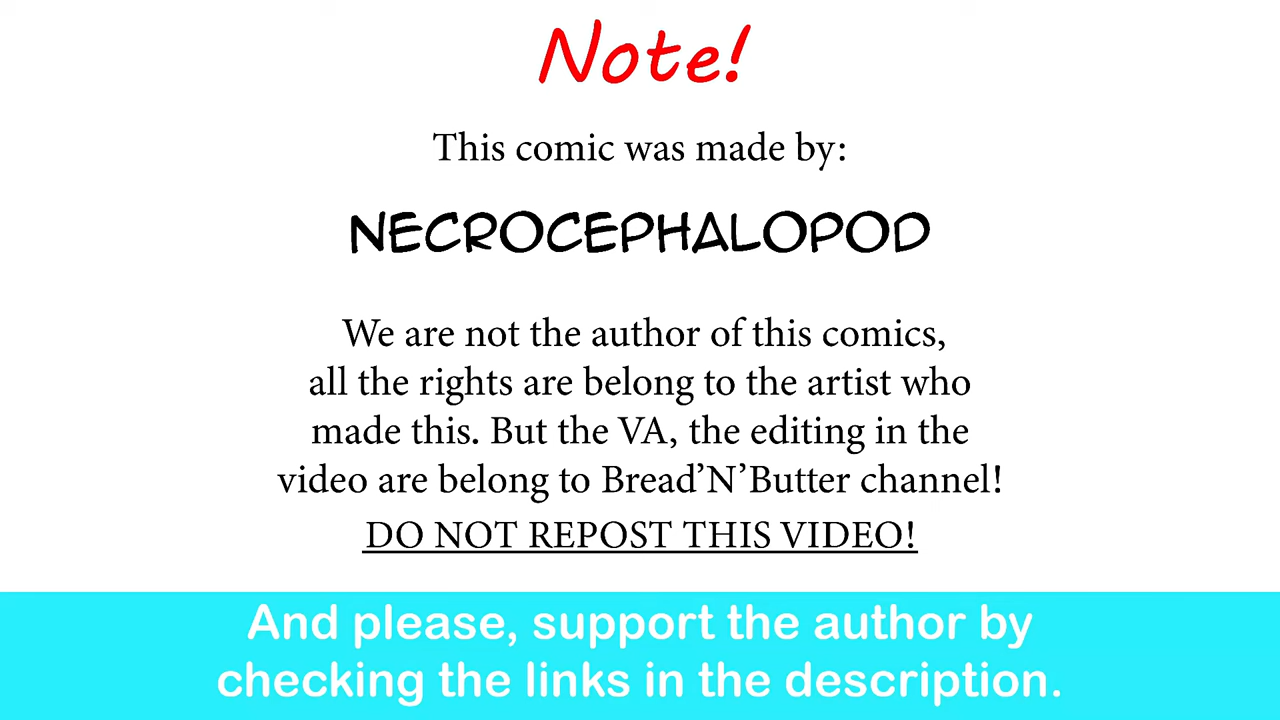 Note!
This comic was made by:
NECROCEPHALOPOD
We are not the author of this comics,
all the rights are belong to the artist who
made this. But the VA, the editing in the
video are belong to Bread’N’Butter channel!
DO NOT REPOST THIS VIDEO!
And please, support the author by
checking the links in the description.